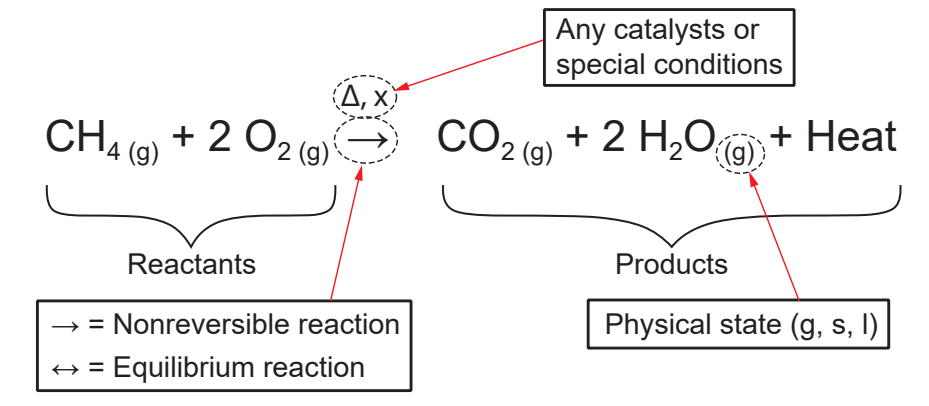 Any catalysts or
special conditions
Δ, x
CH₄ (g) + 2 O₂ (g) → CO₂ (g) + 2 H₂O (g) + Heat
Reactants
Products
→ = Nonreversible reaction
↔ = Equilibrium reaction
Physical state (g, s, l)